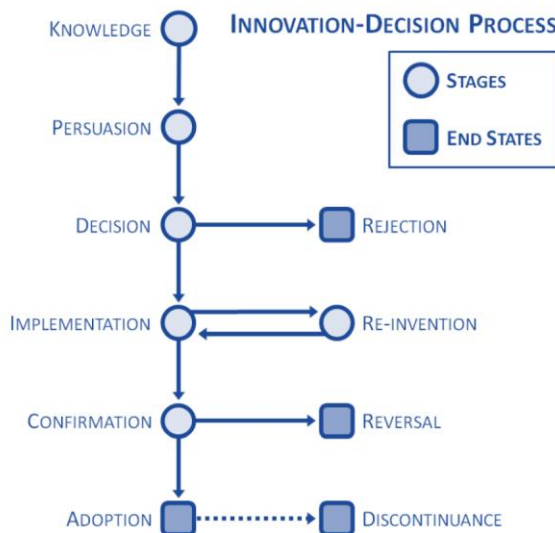 KNOWLEDGE
INNOVATION-DECISION PROCESS
STAGES
PERSUASION
END STATES
DECISION
REJECTION
IMPLEMENTATION
RE-INVENTION
CONFIRMATION
REVERSAL
ADOPTION
DISCONTINUANCE